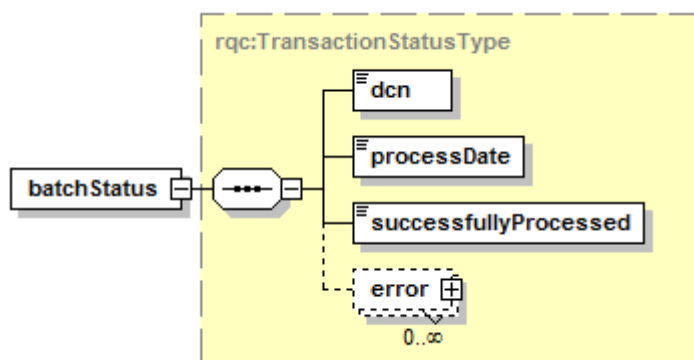 rqc:TransactionStatusType
dcn
processDate
batchStatus
successfullyProcessed
error
0..∞